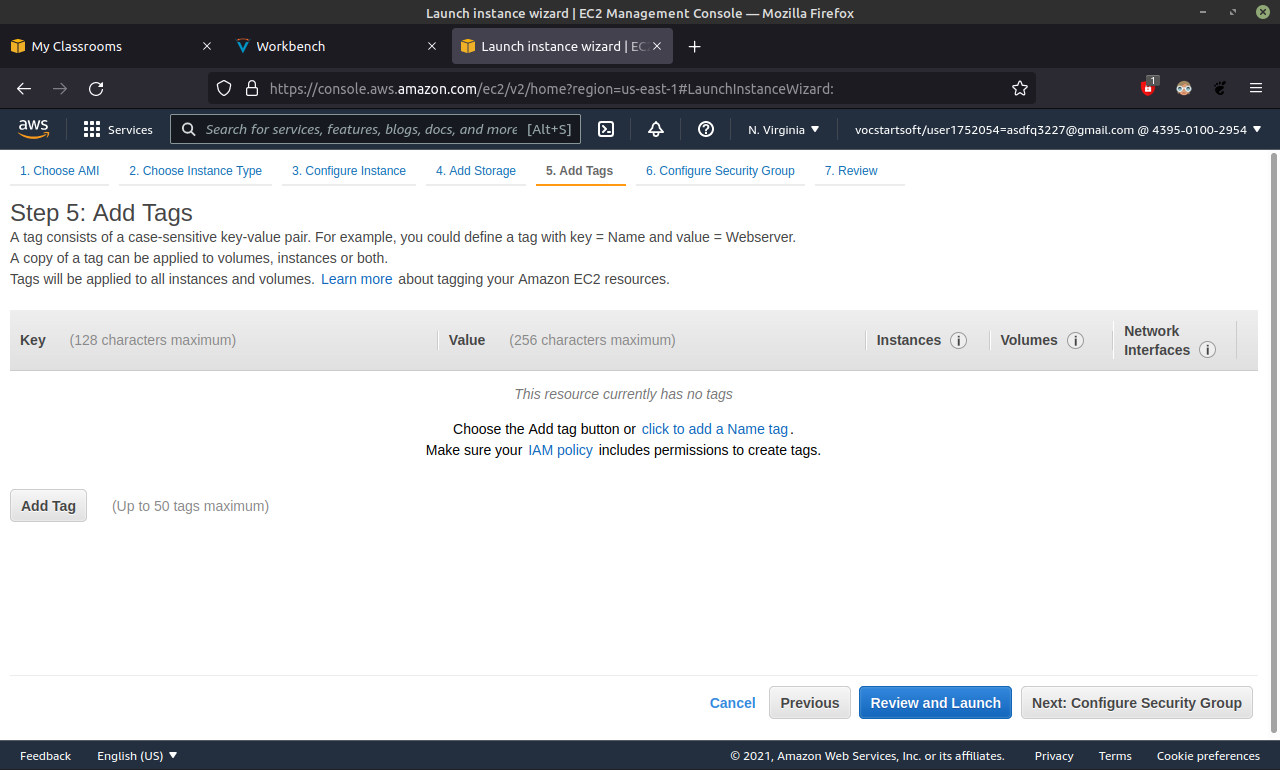 Launch instance wizard | EC2 Management Console — Mozilla Firefox
My Classrooms
Workbench
Launch instance wizard | EC
https://console.aws.amazon.com/ec2/v2/home?region=us-east-1#LaunchInstanceWizard:
1
aws
Services
Search for services, features, blogs, docs, and more [Alt+S]
N. Virginia
vocstartsoft/user1752054=asdfq3227@gmail.com @ 4395-0100-2954
1. Choose AMI
2. Choose Instance Type
3. Configure Instance
4. Add Storage
5. Add Tags
6. Configure Security Group
7. Review
Step 5: Add Tags
A tag consists of a case-sensitive key-value pair. For example, you could define a tag with key = Name and value = Webserver.
A copy of a tag can be applied to volumes, instances or both.
Tags will be applied to all instances and volumes. Learn more about tagging your Amazon EC2 resources.
Key (128 characters maximum)
Value (256 characters maximum)
Instances
Volumes
Network
Interfaces
This resource currently has no tags
Choose the Add tag button or click to add a Name tag.
Make sure your IAM policy includes permissions to create tags.
Add Tag
(Up to 50 tags maximum)
Cancel
Previous
Review and Launch
Next: Configure Security Group
Feedback
English (US)
© 2021, Amazon Web Services, Inc. or its affiliates.
Privacy
Terms
Cookie preferences